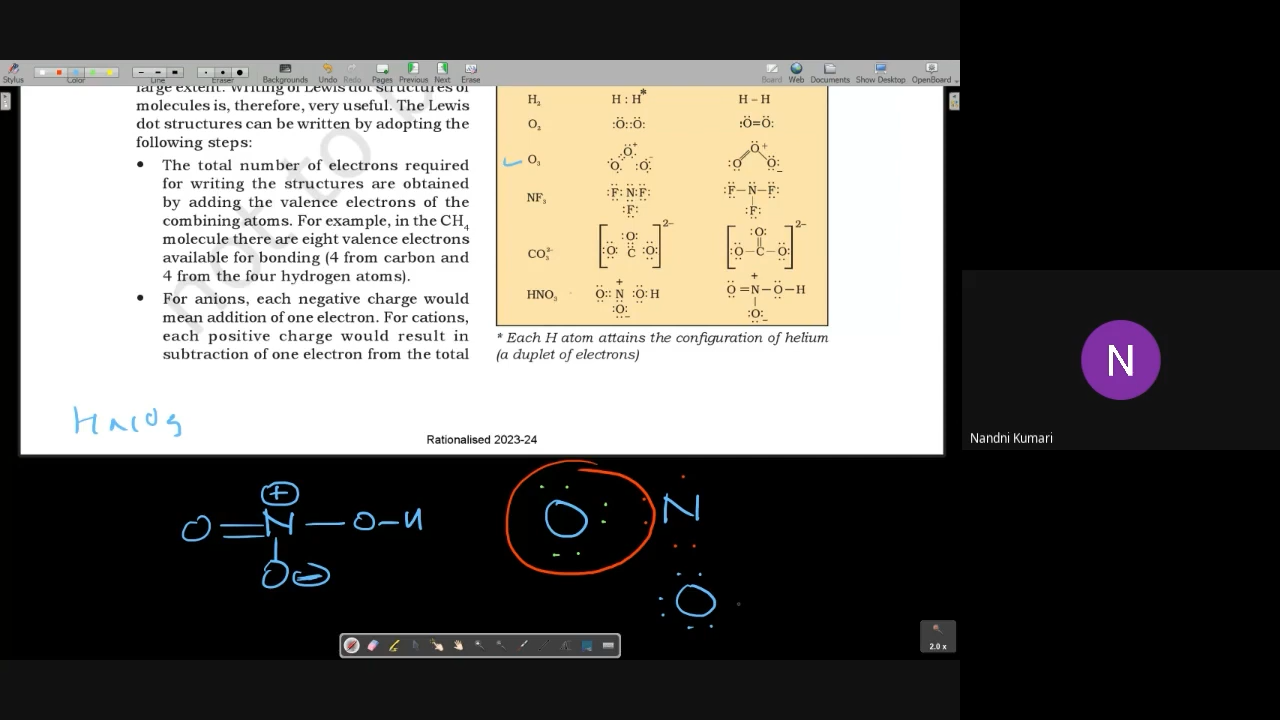 Stylus Color Line Eraser Backgrounds Undo Redo Pages Previous Next Erase Board Web Documents Show Desktop OpenBoard
large extent. Writing of Lewis dot structures of
molecules is, therefore, very useful. The Lewis
dot structures can be written by adopting the
following steps:
• The total number of electrons required
for writing the structures are obtained
by adding the valence electrons of the
combining atoms. For example, in the CH₄
molecule there are eight valence electrons
available for bonding (4 from carbon and
4 from the four hydrogen atoms).
• For anions, each negative charge would
mean addition of one electron. For cations,
each positive charge would result in
subtraction of one electron from the total
not to
H₂ H : H* H – H
O₂ :Ö::Ö: :Ö=Ö:
O₃ O⁺ O O⁻ O⁺ O O⁻
NF₃ :F: N :F: :F: :F–N–F: :F:
CO₃²⁻ [:O: :O: C :O:]²⁻ [:O: :O–C–O:]²⁻
HNO₃ + O:: N :O: H :O:⁻ + O =N–O–H :O:⁻
* Each H atom attains the configuration of helium
(a duplet of electrons)
HNO₃
Rationalised 2023-24
+
O=N—O–H
O⊖
O N
O
2.0 x
N
Nandni Kumari